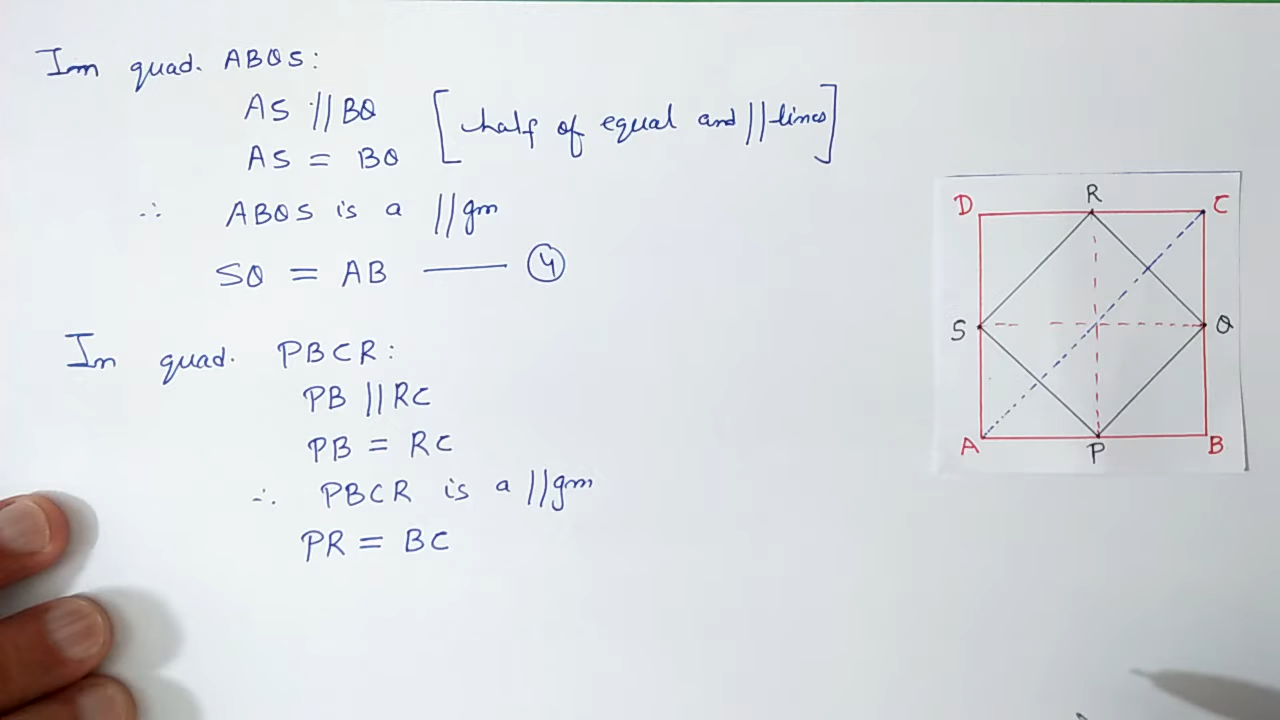 In quad. ABQS:
AS || BQ
AS = BQ [half of equal and || lines]
∴ ABQS is a ||gm
SQ = AB —— ④
In quad. PBCR:
PB || RC
PB = RC
∴ PBCR is a ||gm
PR = BC
D R C
S Q
A P B